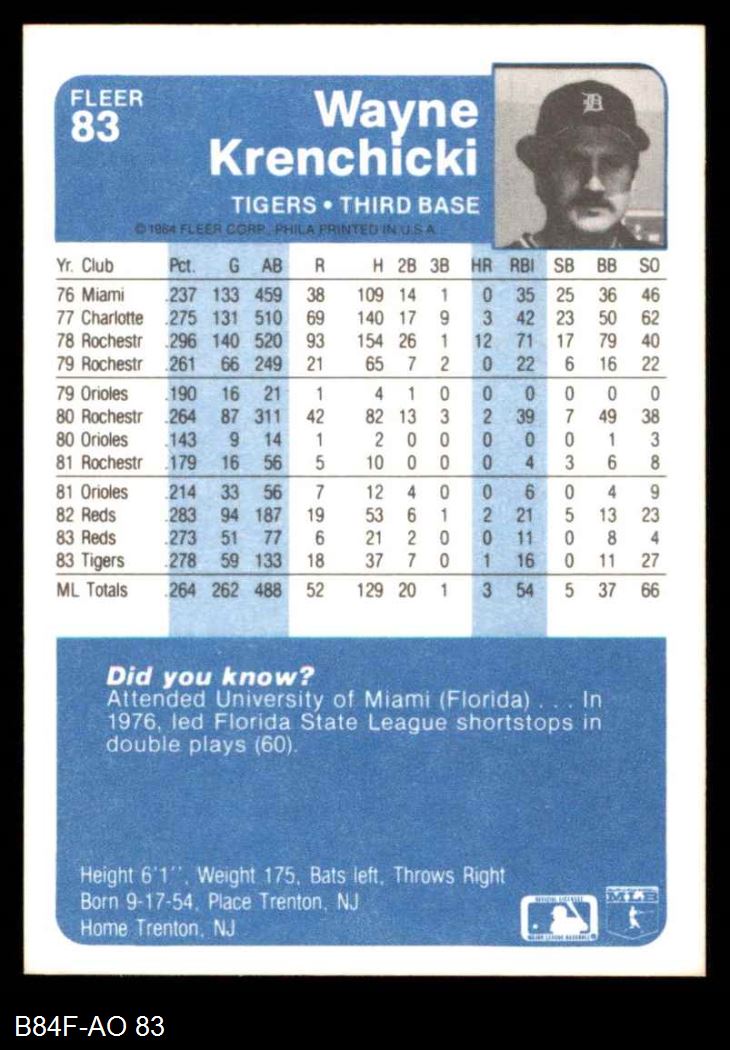 FLEER
83
Wayne
Krenchicki
TIGERS • THIRD BASE
© 1984 FLEER CORP., PHILA PRINTED IN U.S.A.
Yr. Club Pct. G AB R H 2B 3B HR RBI SB BB SO
76 Miami .237 133 459 38 109 14 1 0 35 25 36 46
77 Charlotte .275 131 510 69 140 17 9 3 42 23 50 62
78 Rochestr .296 140 520 93 154 26 1 12 71 17 79 40
79 Rochestr .261 66 249 21 65 7 2 0 22 6 16 22
79 Orioles .190 16 21 1 4 1 0 0 0 0 0 0
80 Rochestr .264 87 311 42 82 13 3 2 39 7 49 38
80 Orioles .143 9 14 1 2 0 0 0 0 0 1 3
81 Rochestr .179 16 56 5 10 0 0 0 4 3 6 8
81 Orioles .214 33 56 7 12 4 0 0 6 0 4 9
82 Reds .283 94 187 19 53 6 1 2 21 5 13 23
83 Reds .273 51 77 6 21 2 0 0 11 0 8 4
83 Tigers .278 59 133 18 37 7 0 1 16 0 11 27
ML Totals .264 262 488 52 129 20 1 3 54 5 37 66
Did you know?
Attended University of Miami (Florida) . . . In
1976, led Florida State League shortstops in
double plays (60).
Height 6'1'', Weight 175, Bats left, Throws Right
Born 9-17-54, Place Trenton, NJ
Home Trenton, NJ
MLB
MAJOR LEAGUE BASEBALL
B84F-AO 83